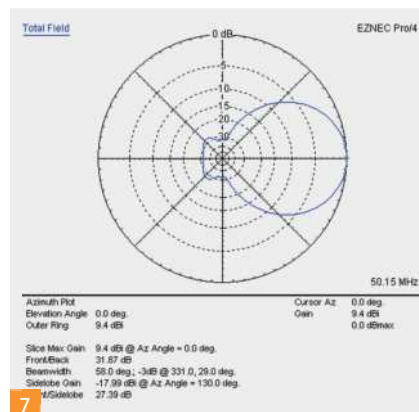 Total Field
EZNEC Pro/4
0 dB
-5
-10
-15
-20
-30
50.15 MHz
Azimuth Plot
Elevation Angle 0.0 deg.
Outer Ring 9.4 dBi
Cursor Az 0.0 deg.
Gain 9.4 dBi
0.0 dBmax
Slice Max Gain 9.4 dBi @ Az Angle = 0.0 deg.
Front/Back 31.87 dB
Beamwidth 58.0 deg.; -3dB @ 331.0, 29.0 deg.
Sidelobe Gain -17.99 dBi @ Az Angle = 130.0 deg.
nt/Sidelobe 27.39 dB
7